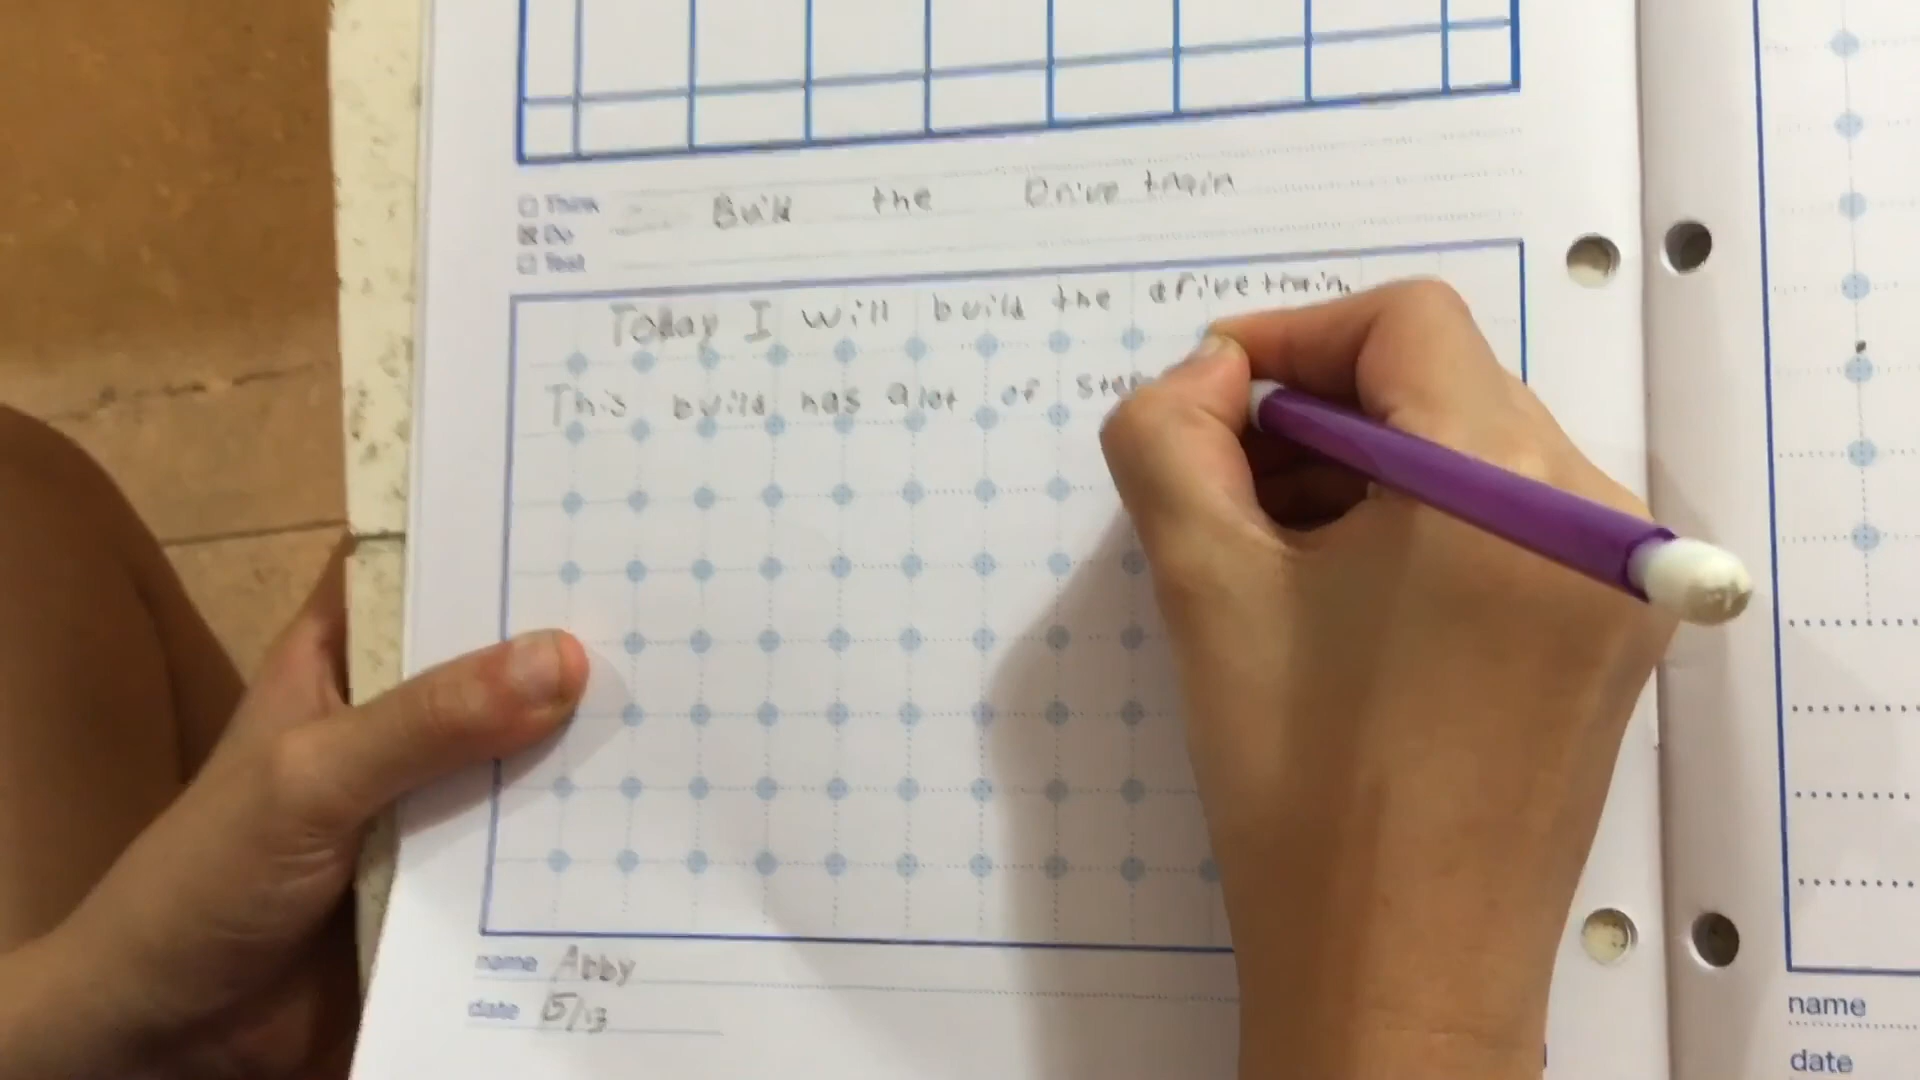 Think
Build the Drive train
Do
Test
Today I will build the drive train.
This build has alot of
name Abby
date 5/13
name
date